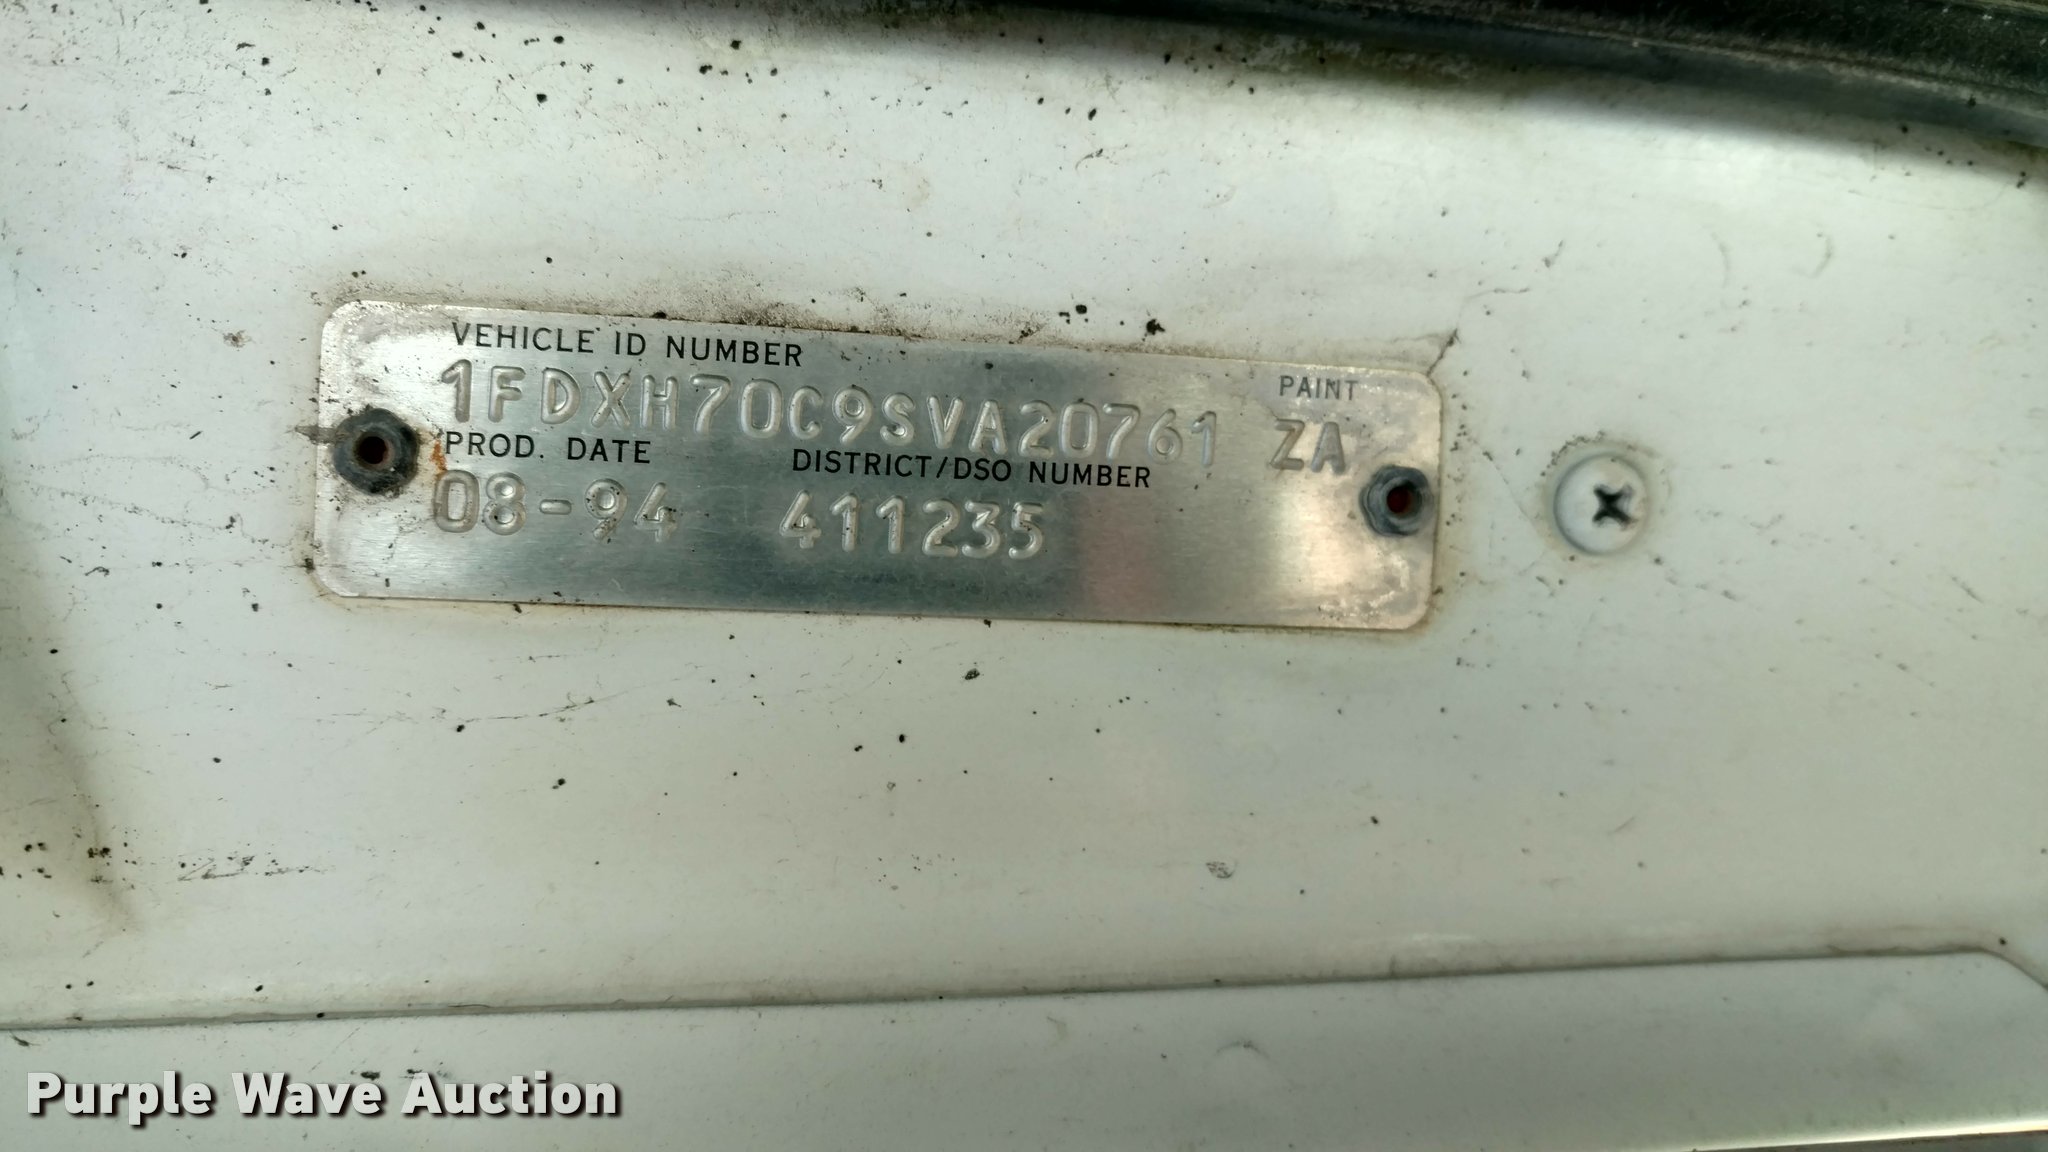 VEHICLE ID NUMBER
1FDXH70C9SVA20761
PAINT
ZA
PROD. DATE
08-94
DISTRICT/DSO NUMBER
411235
Purple Wave Auction